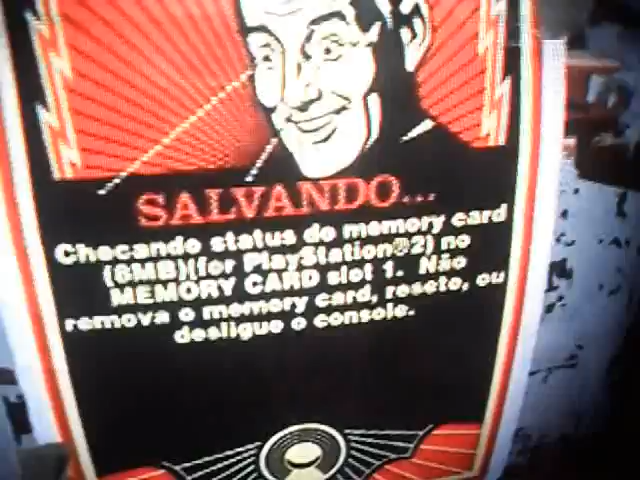 SALVANDO...
Checando status do memory card
(8MB)(for PlayStation®2) no
MEMORY CARD slot 1. Não
remova o memory card, resete, ou
desligue o console.